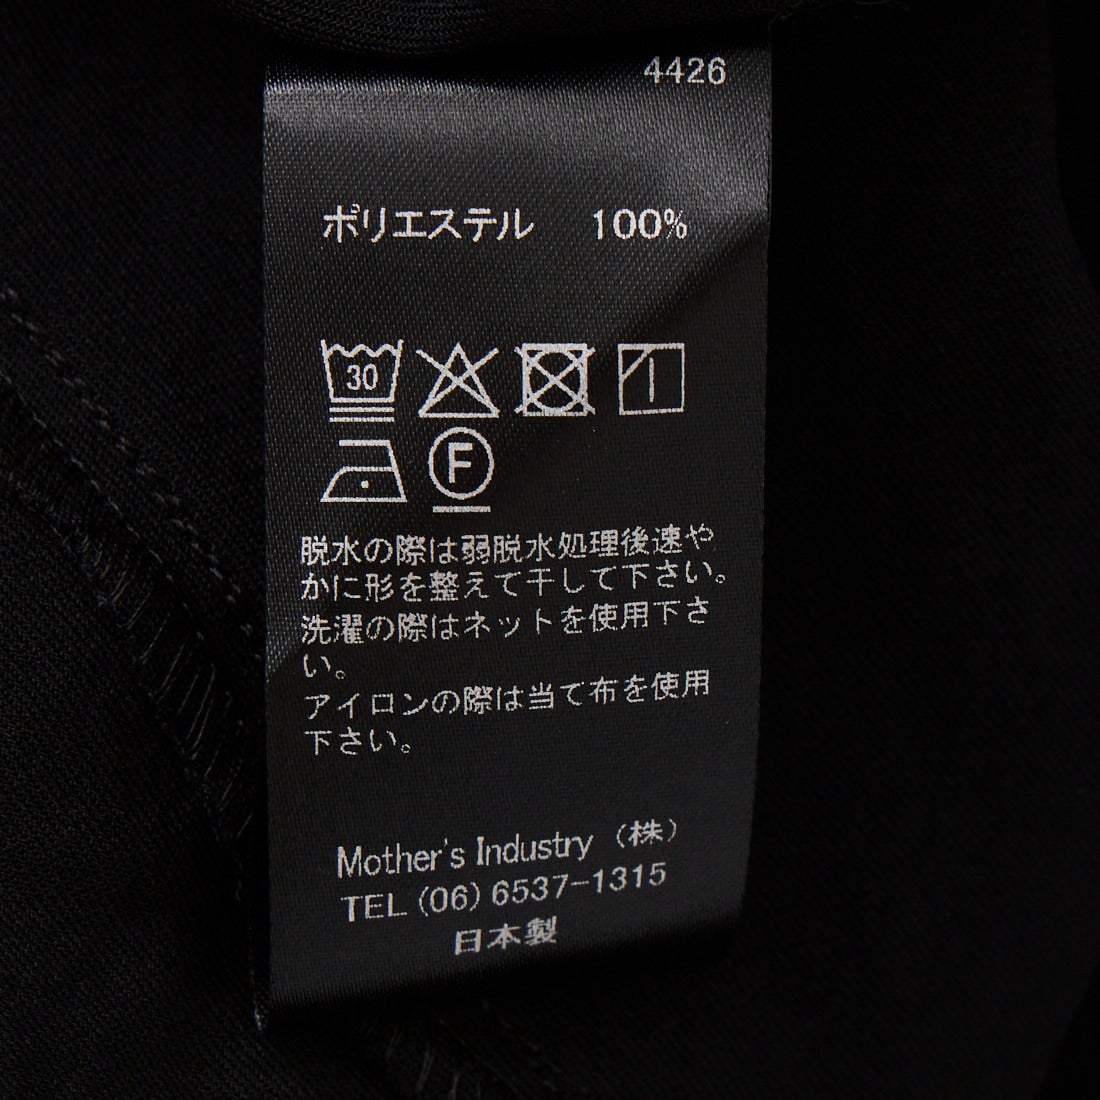 4426
ポリエステル 100%
30
F
脱水の際は弱脱水処理後速や
かに形を整えて干して下さい。
洗濯の際はネットを使用下さ
い。
アイロンの際は当て布を使用
下さい。
Mother's Industry (株)
TEL (06) 6537-1315
日本製